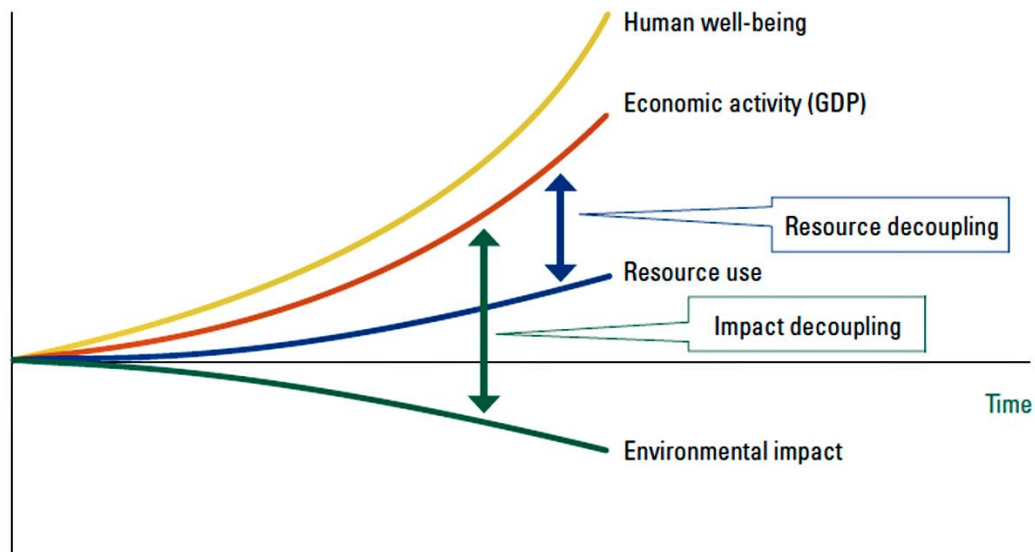 Human well-being
Economic activity (GDP)
Resource decoupling
Resource use
Impact decoupling
Time
Environmental impact